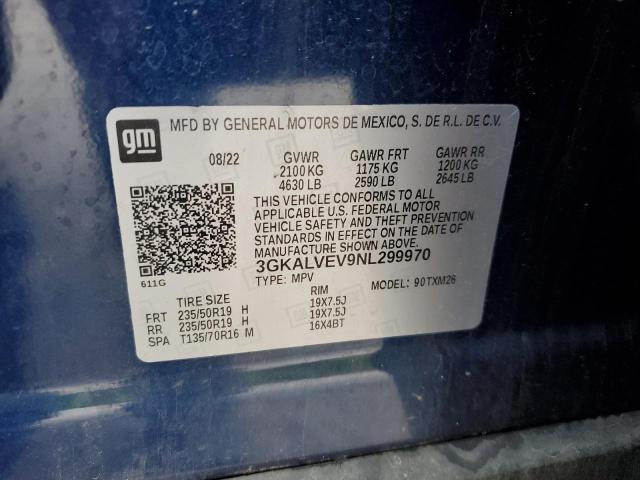 gm
MFD BY GENERAL MOTORS DE MEXICO, S. DE R.L. DE C.V.
08/22 GVWR GAWR FRT GAWR RR
2100 KG 1175 KG 1200 KG
4630 LB 2590 LB 2645 LB
THIS VEHICLE CONFORMS TO ALL
APPLICABLE U.S. FEDERAL MOTOR
VEHICLE SAFETY AND THEFT PREVENTION
STANDARDS IN EFFECT ON THE DATE OF
MANUFACTURE SHOWN ABOVE.
3GKALVEV9NL299970
611G
TYPE: MPV MODEL: 90TXM26
TIRE SIZE RIM
FRT 235/50R19 H 19X7.5J
RR 235/50R19 H 19X7.5J
SPA T135/70R16 M 16X4BT